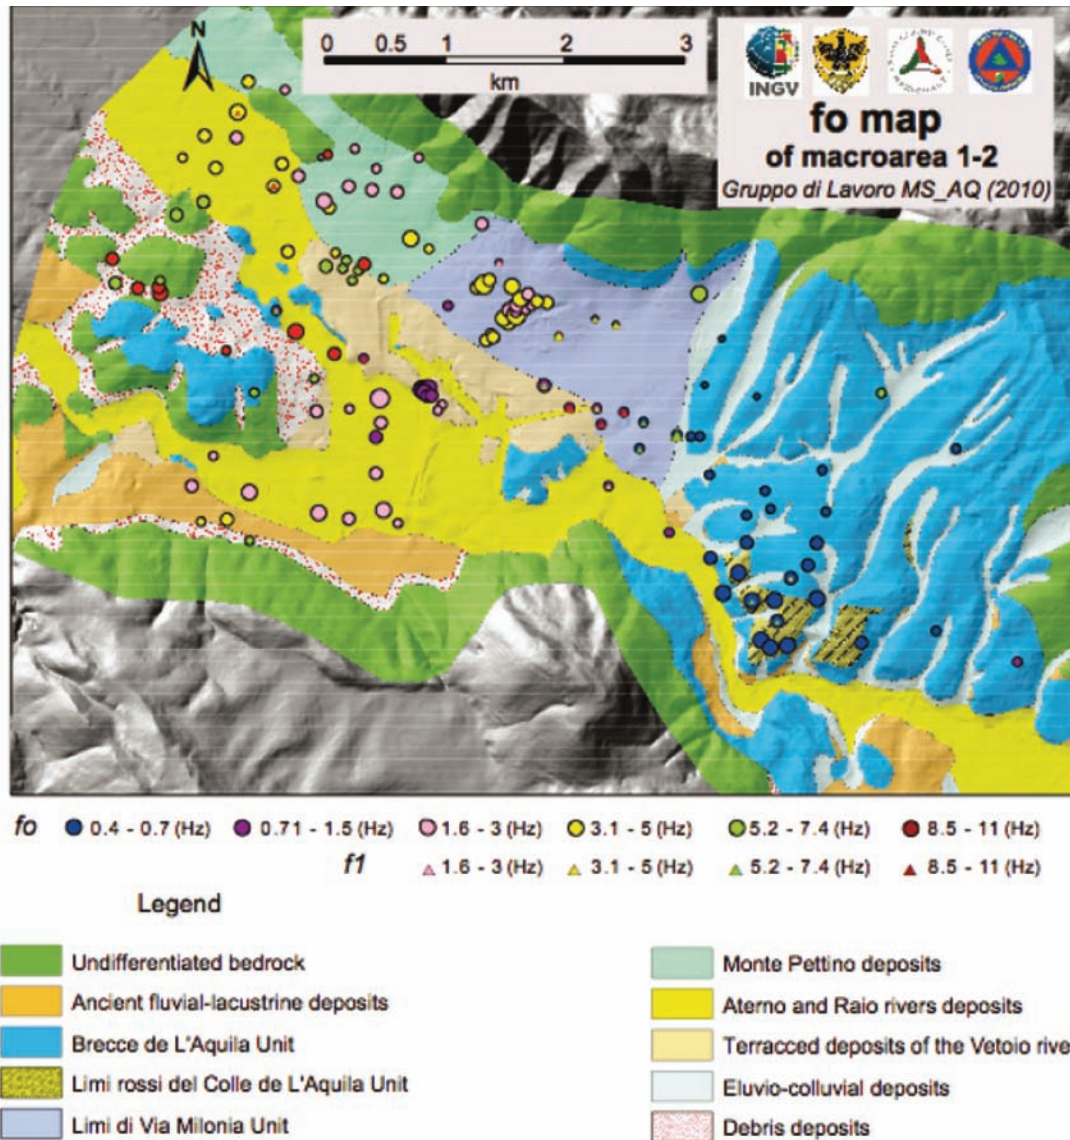 N
0 0.5 1 2 3
km
INGV
fo map
of macroarea 1-2
Gruppo di Lavoro MS_AQ (2010)
fo 0.4 - 0.7 (Hz) 0.71 - 1.5 (Hz) 1.6 - 3 (Hz) 3.1 - 5 (Hz) 5.2 - 7.4 (Hz) 8.5 - 11 (Hz)
f1 1.6 - 3 (Hz) 3.1 - 5 (Hz) 5.2 - 7.4 (Hz) 8.5 - 11 (Hz)
Legend
Undifferentiated bedrock
Ancient fluvial-lacustrine deposits
Brecce de L'Aquila Unit
Limi rossi del Colle de L'Aquila Unit
Limi di Via Milonia Unit
Monte Pettino deposits
Aterno and Raio rivers deposits
Terracced deposits of the Vetoio rive
Eluvio-colluvial deposits
Debris deposits